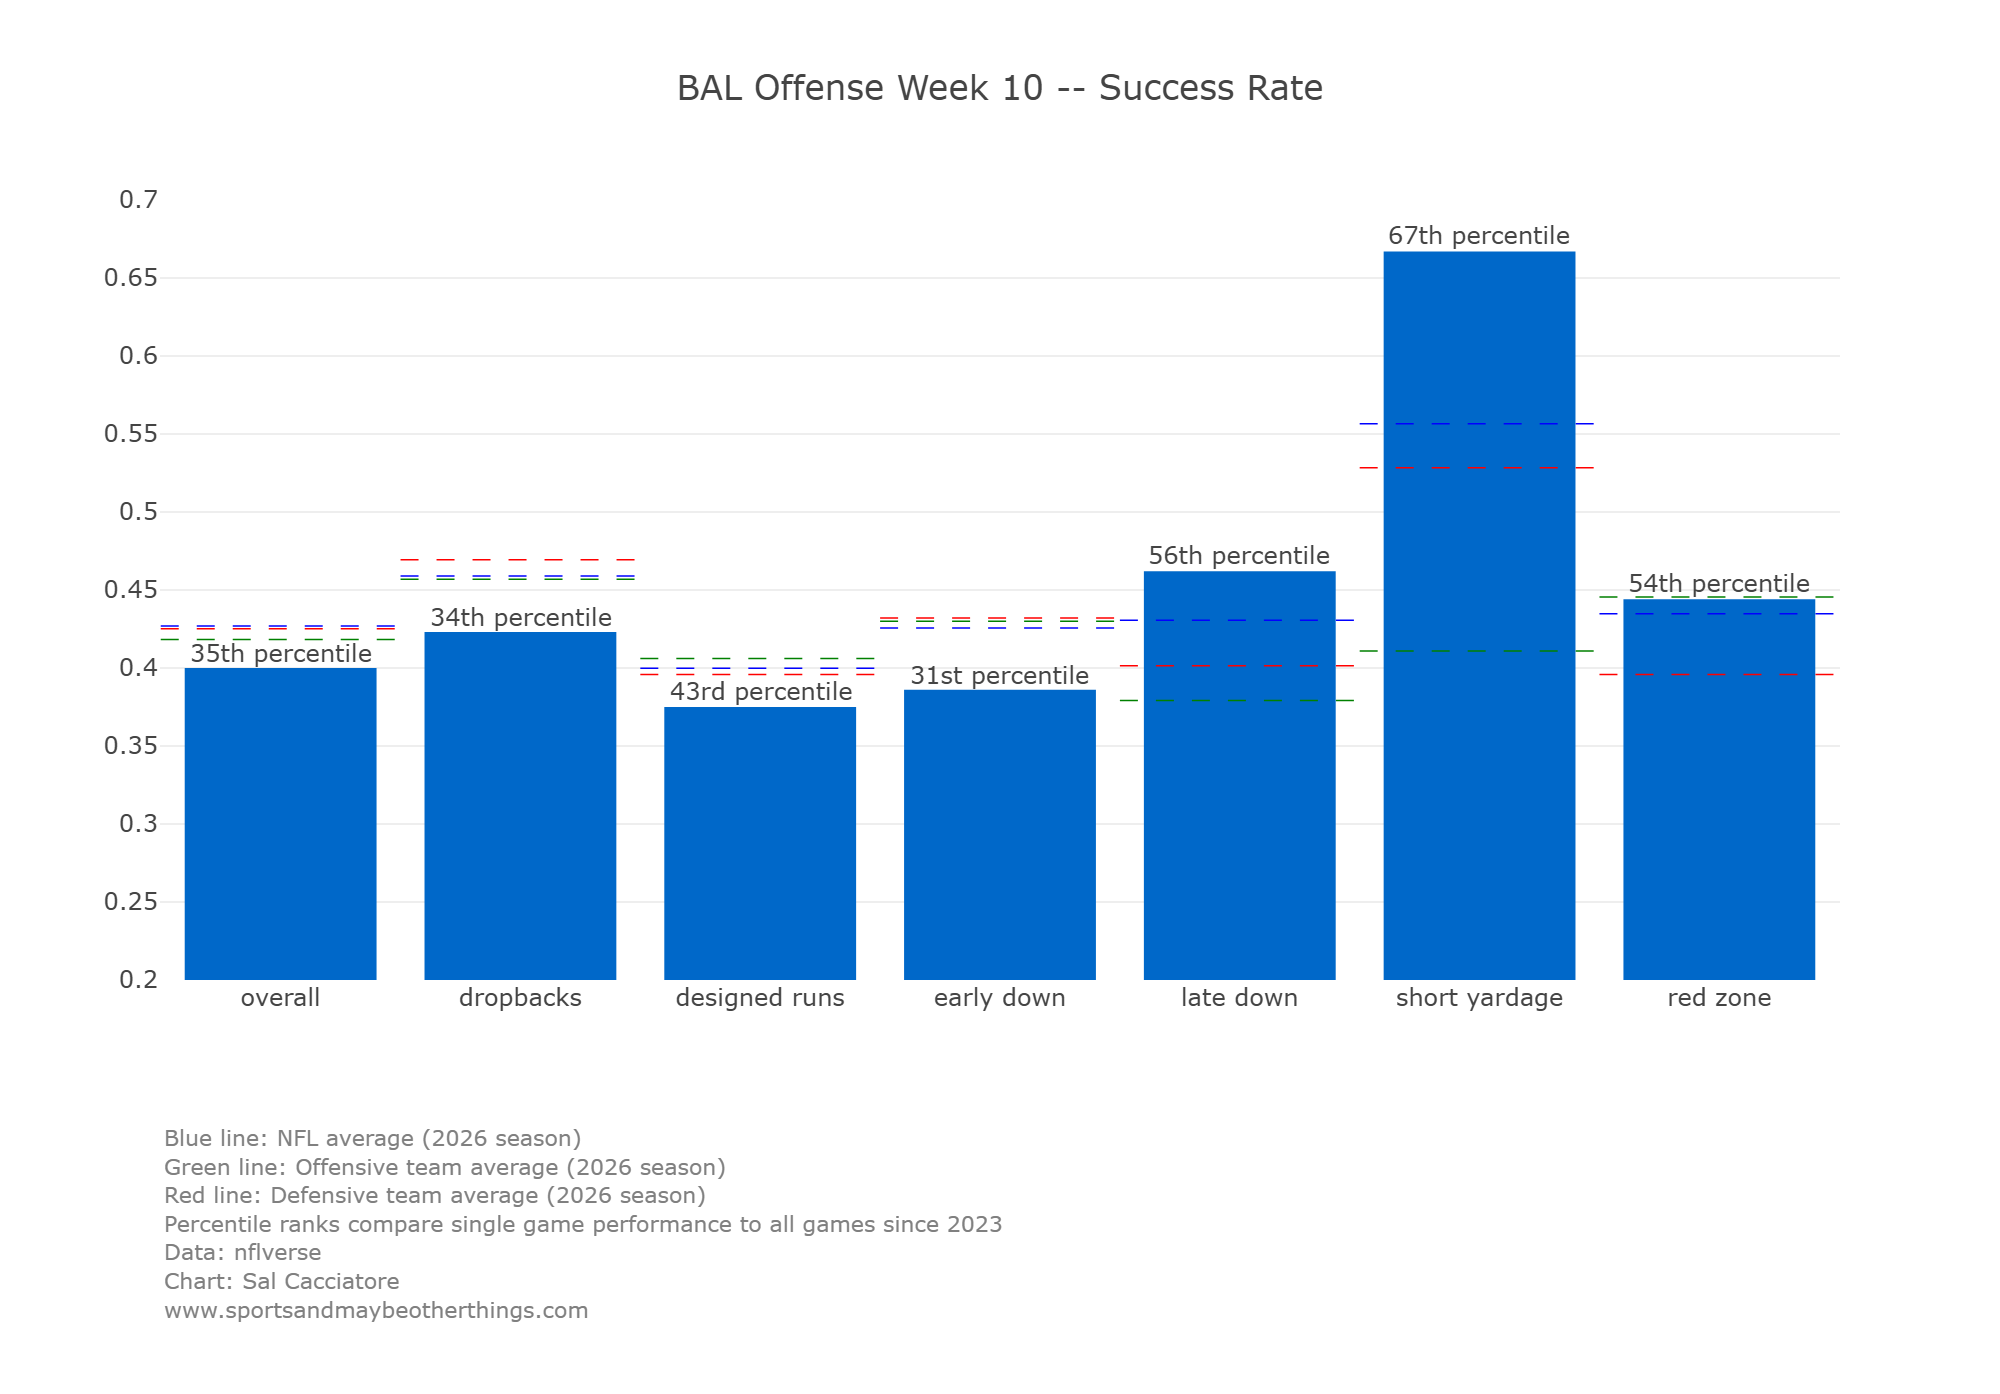 BAL Offense Week 10 -- Success Rate
0.7
0.65
0.6
0.55
0.5
0.45
0.4
0.35
0.3
0.25
0.2
35th percentile
34th percentile
43rd percentile
31st percentile
56th percentile
67th percentile
54th percentile
overall
dropbacks
designed runs
early down
late down
short yardage
red zone
Blue line: NFL average (2026 season)
Green line: Offensive team average (2026 season)
Red line: Defensive team average (2026 season)
Percentile ranks compare single game performance to all games since 2023
Data: nflverse
Chart: Sal Cacciatore
www.sportsandmaybeotherthings.com